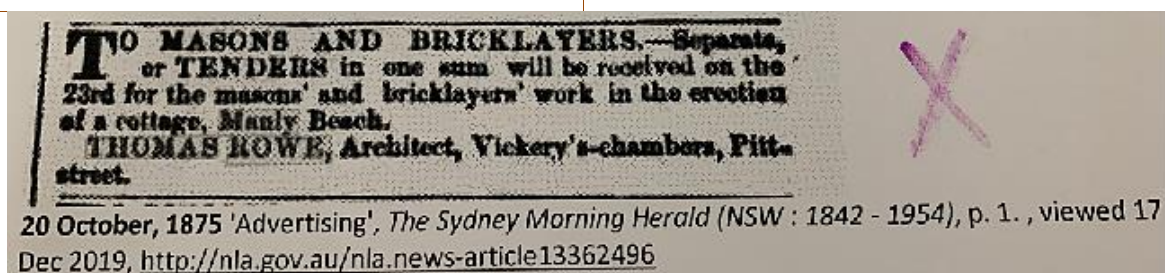 TO MASONS AND BRICKLAYERS.—Separate,
or TENDERS in one sum will be received on the
23rd for the masons' and bricklayers' work in the erection
of a cottage, Manly Beach.
THOMAS ROWE, Architect, Vickery's-chambers, Pitt-
street.
20 October, 1875 'Advertising', The Sydney Morning Herald (NSW : 1842 - 1954), p. 1. , viewed 17
Dec 2019, http://nla.gov.au/nla.news-article13362496